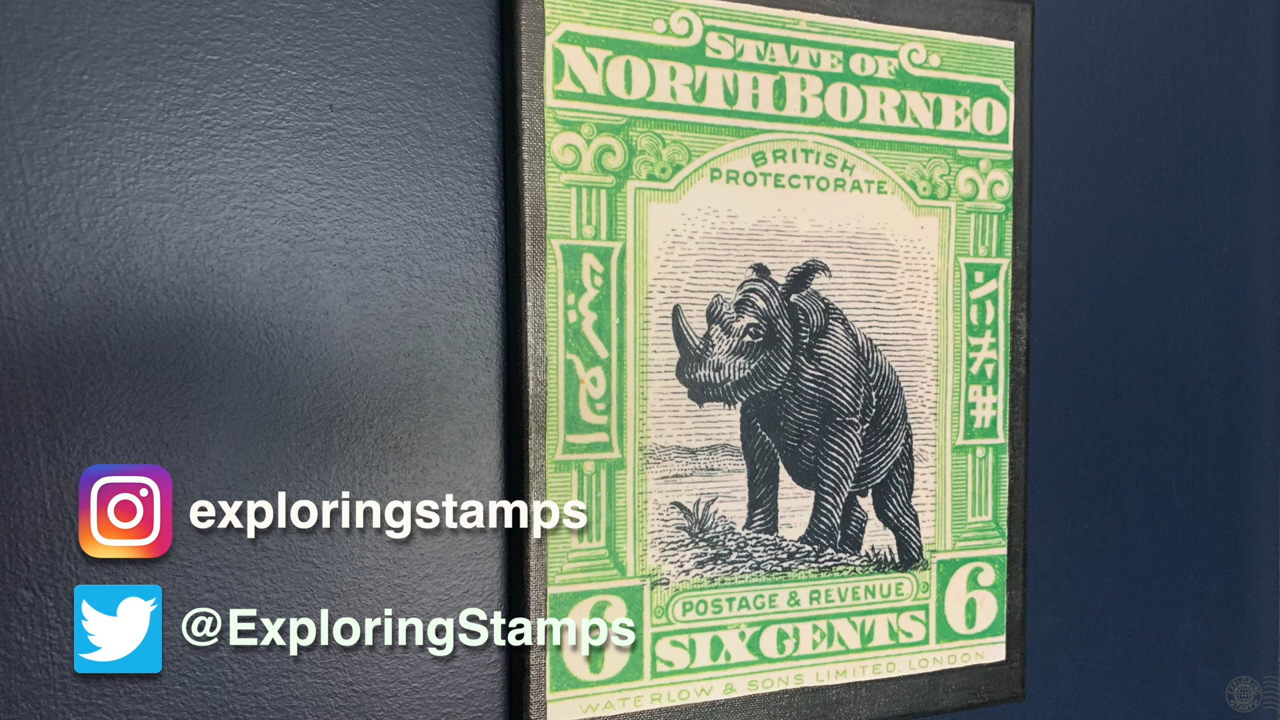 STATE OF
NORTH BORNEO
BRITISH
PROTECTORATE
POSTAGE & REVENUE
6
6
SIX CENTS
WATERLOW & SONS LIMITED, LONDON
exploringstamps
@ExploringStamps